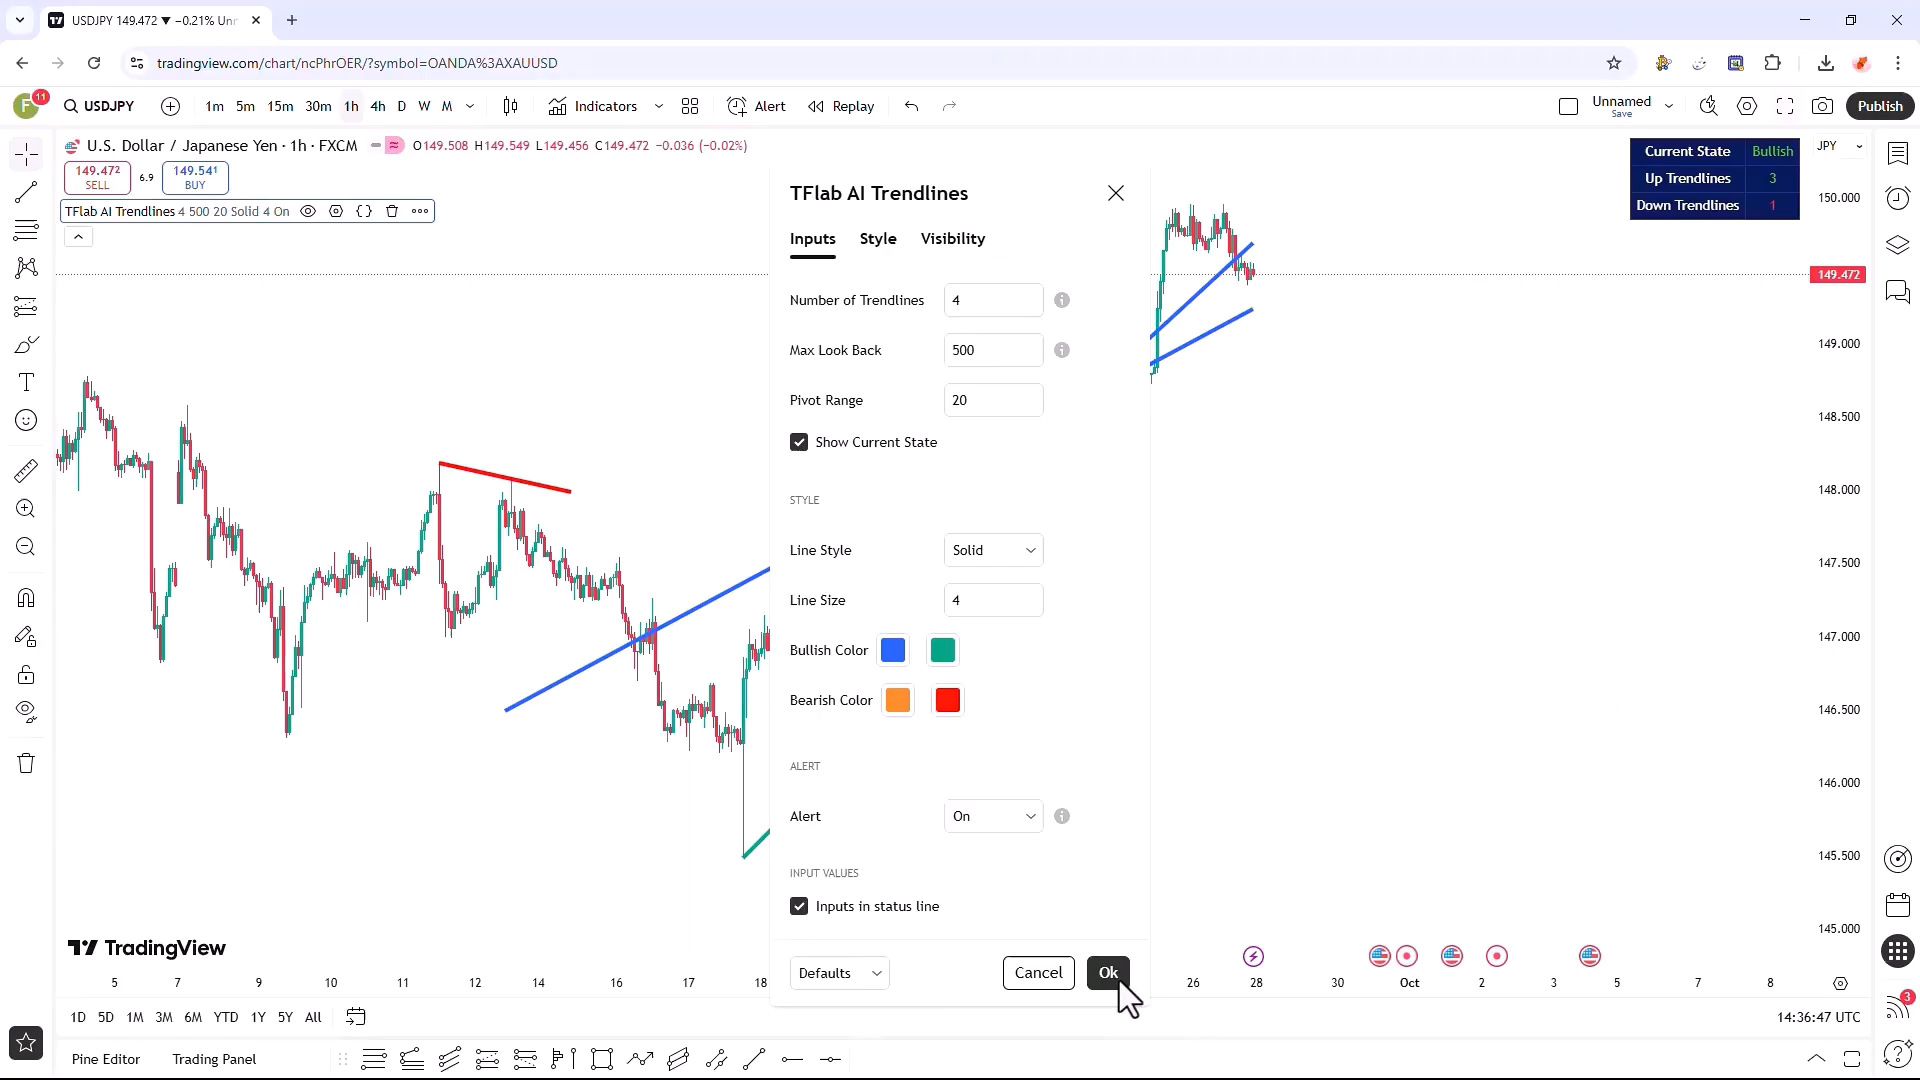 USDJPY 149.472 ▼ −0.21% Unn
tradingview.com/chart/ncPhrOER/?symbol=OANDA%3AXAUUSD
F 11 USDJPY 1m 5m 15m 30m 1h 4h D W M Indicators Alert Replay Unnamed Publish
Save
U.S. Dollar / Japanese Yen · 1h · FXCM O149.508 H149.549 L149.456 C149.472 −0.036 (−0.02%)
149.472 6.9 149.541
SELL BUY
TFlab AI Trendlines 4 500 20 Solid 4 On
Current State Bullish
Up Trendlines 3
Down Trendlines 1
JPY
150.000
149.472
149.000
148.500
148.000
147.500
147.000
146.500
146.000
145.500
145.000
TFlab AI Trendlines
Inputs Style Visibility
Number of Trendlines 4
Max Look Back 500
Pivot Range 20
Show Current State
STYLE
Line Style Solid
Line Size 4
Bullish Color
Bearish Color
ALERT
Alert On
INPUT VALUES
Inputs in status line
Defaults Cancel Ok
TradingView
5 7 9 10 11 12 14 16 17 18 26 28 30 Oct 2 3 5 7 8
1D 5D 1M 3M 6M YTD 1Y 5Y All 14:36:47 UTC
3
Pine Editor Trading Panel